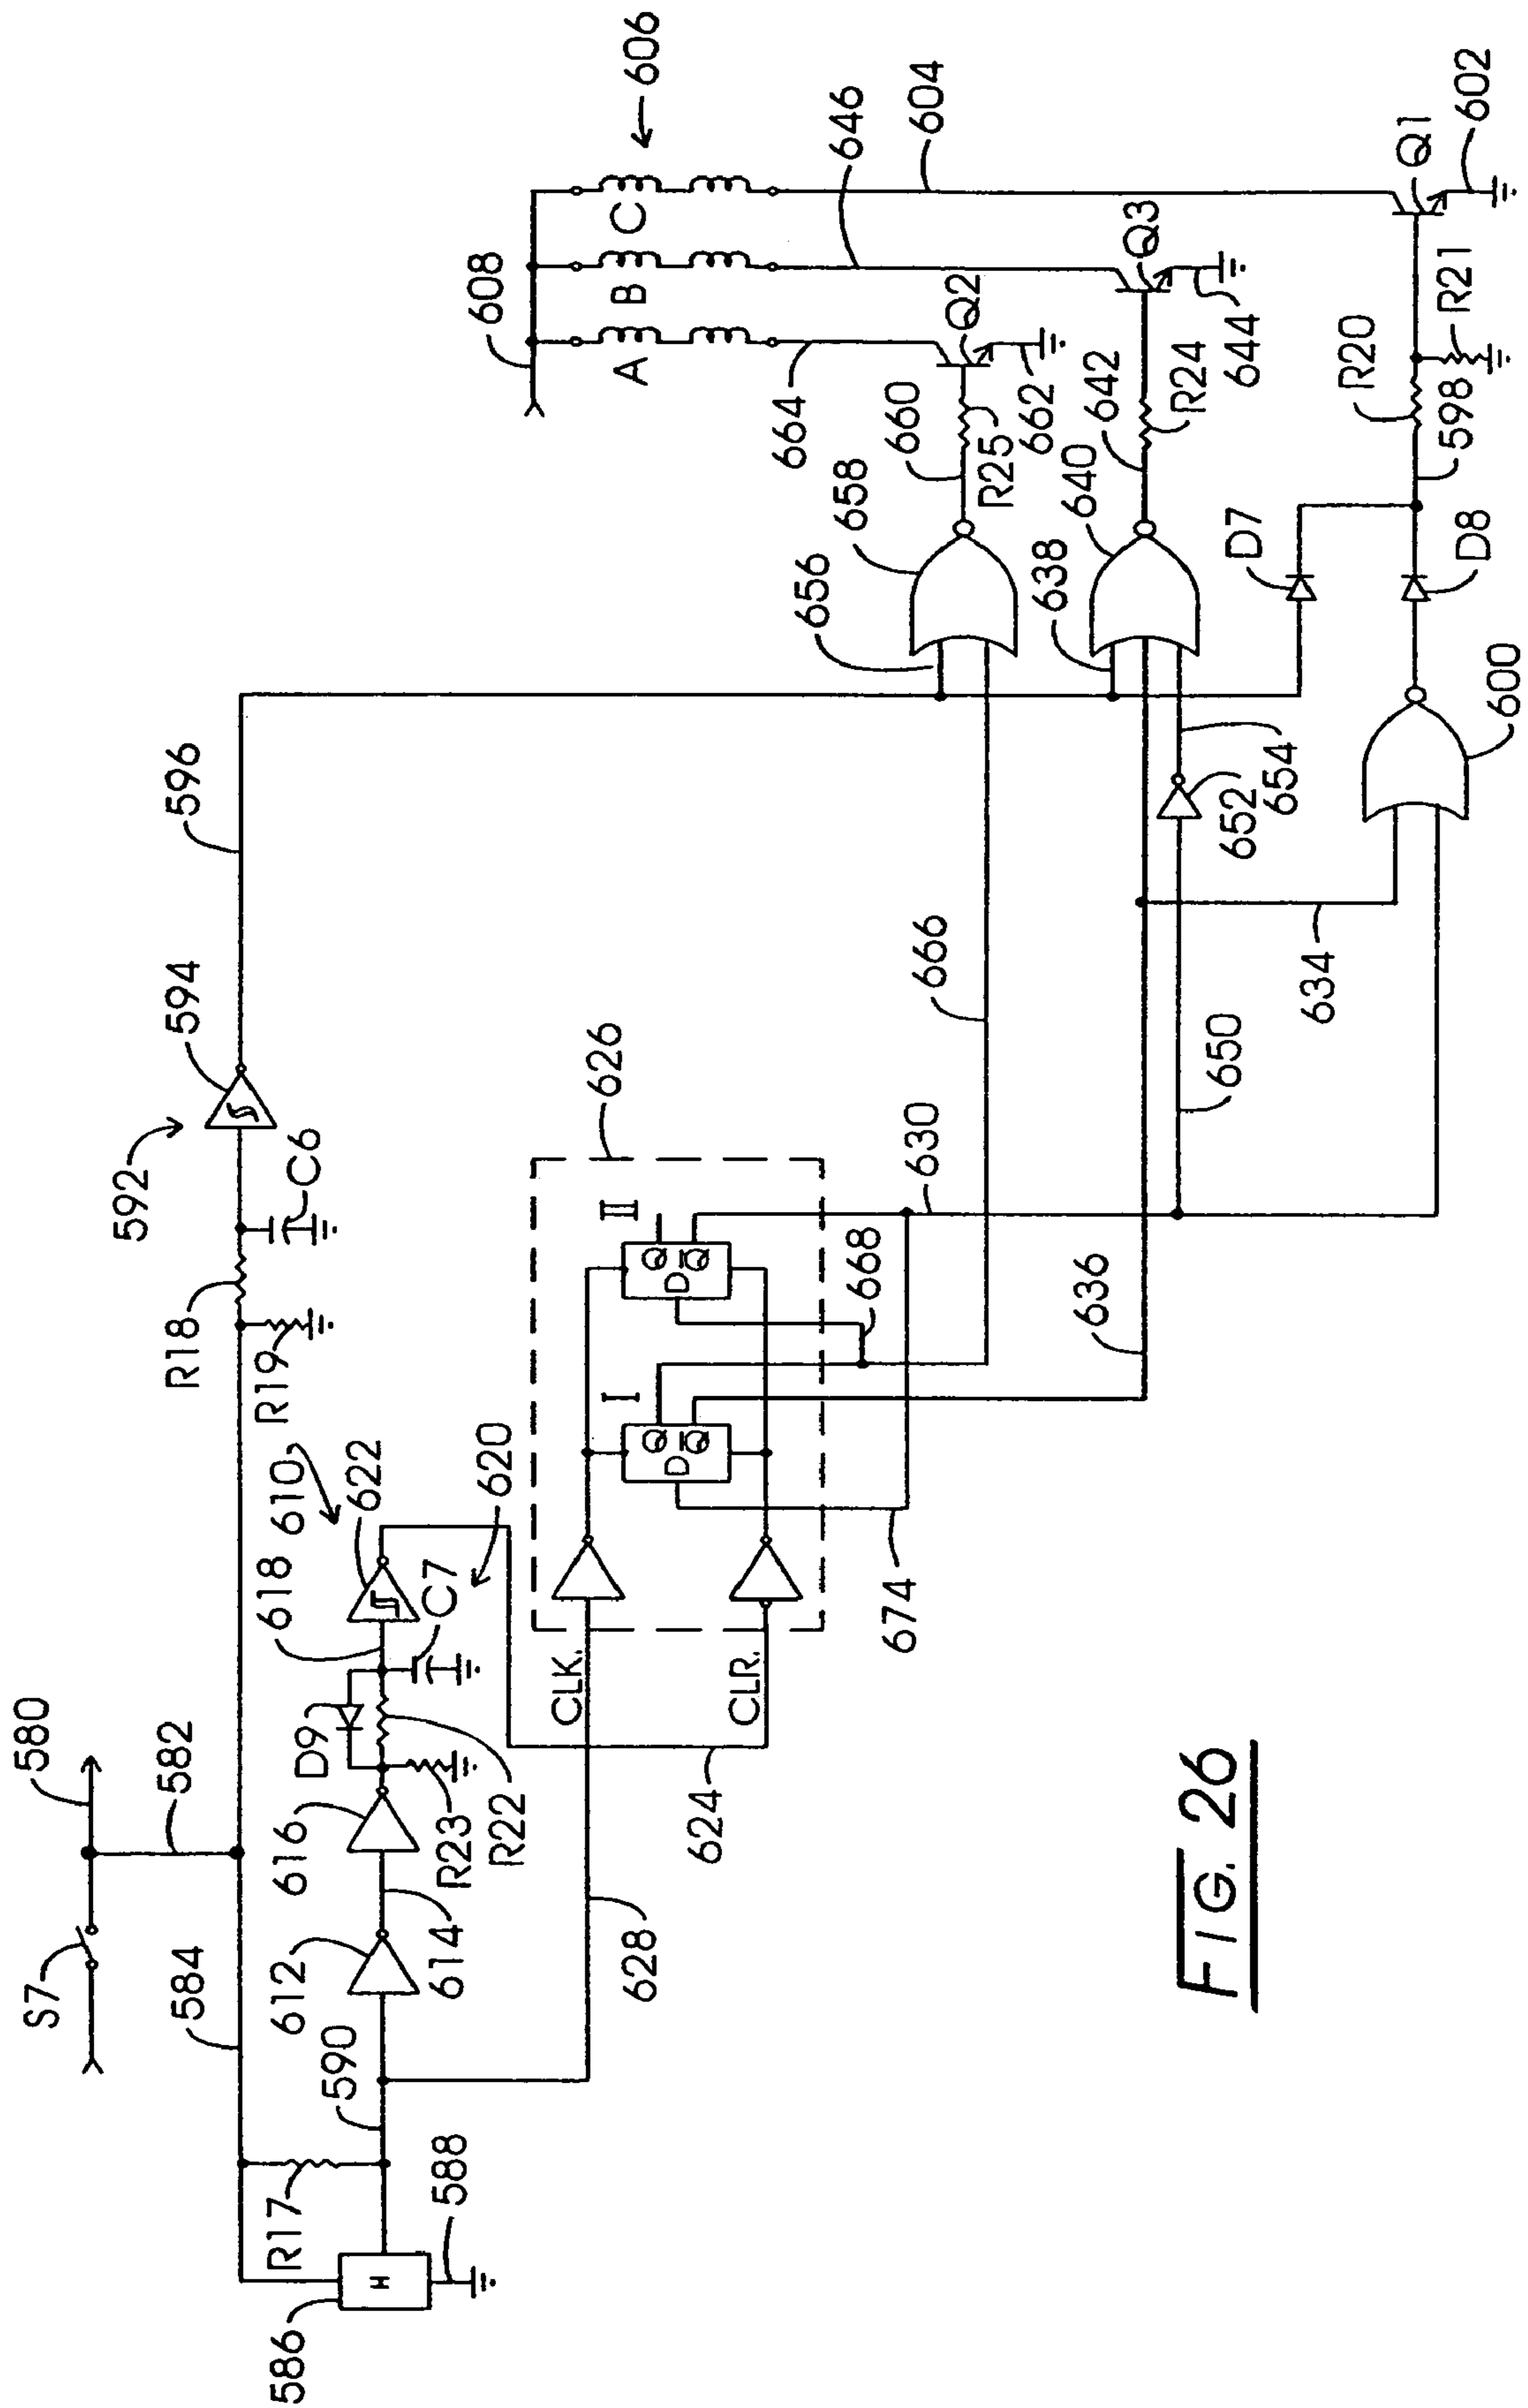 S7
580
582
584
586
H
588
R17
590
612
614
616
R23
R22
D9
618
610
622
C7
620
624
628
CLK.
CLR.
626
I
D
Q
Q̅
II
D
Q
Q̅
668
674
630
666
636
650
634
R19
R18
592
C6
594
596
656
658
660
R25
Q2
662
664
638
640
642
R24
Q3
644
646
652
654
600
D7
D8
598
R20
R21
Q1
602
604
606
608
A
B
C
FIG. 26